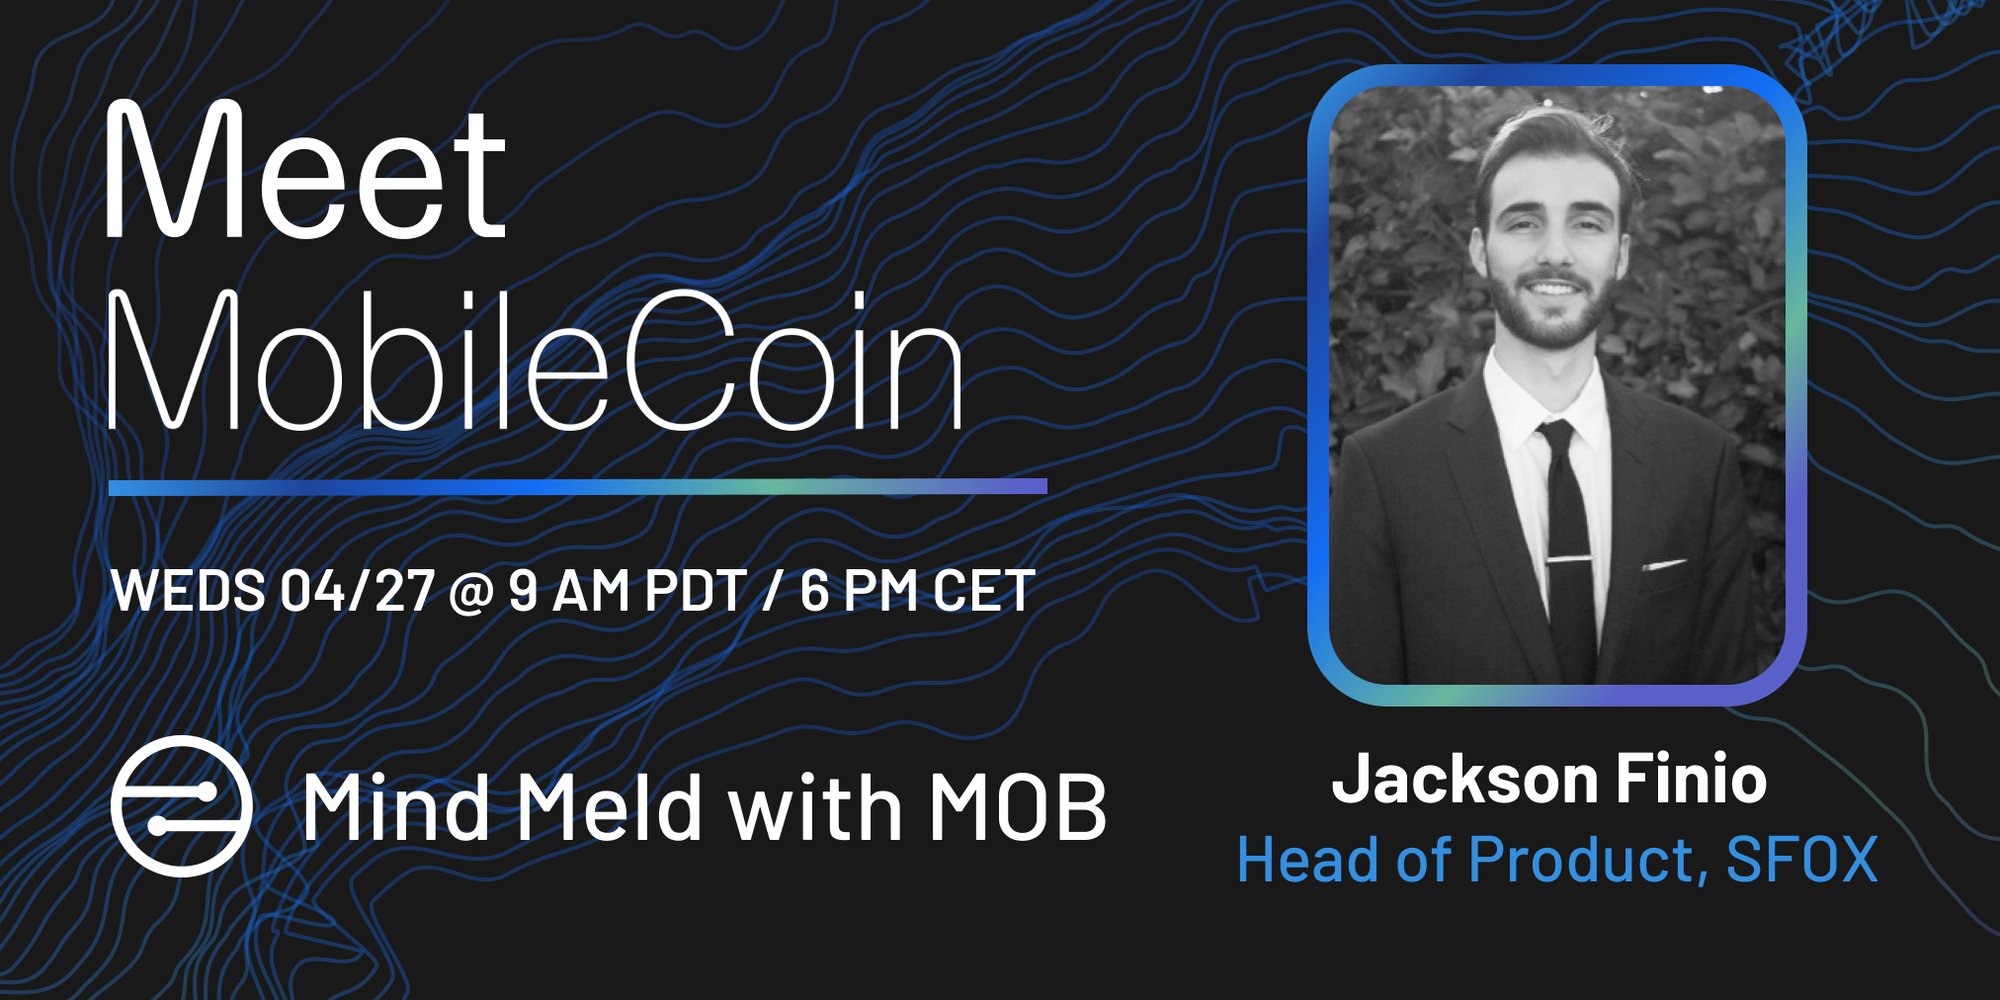 Meet
MobileCoin
WEDS 04/27 @ 9 AM PDT / 6 PM CET
Mind Meld with MOB
Jackson Finio
Head of Product, SFOX